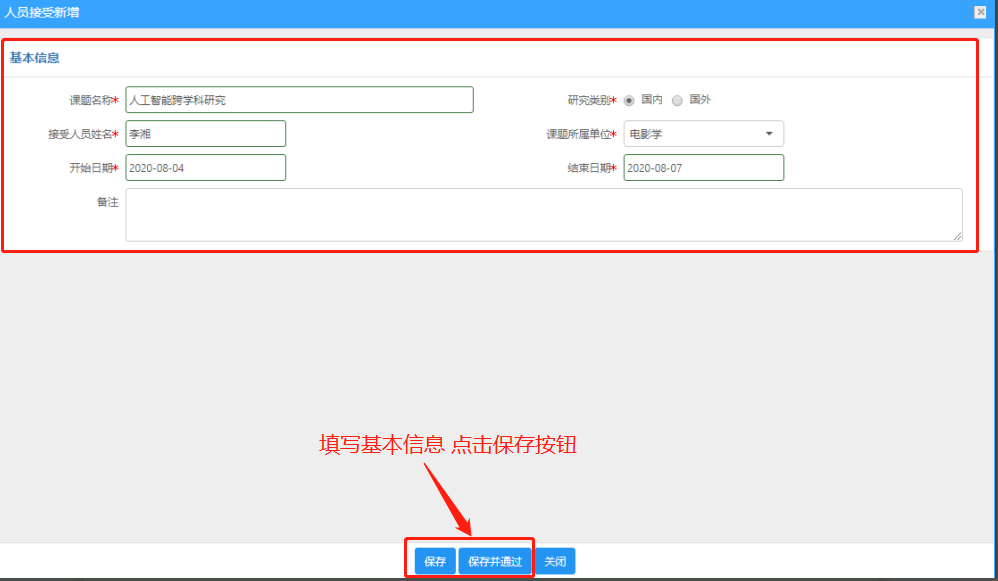 人员接受新增
基本信息
课题名称* 人工智能跨学科研究 研究类别* 国内 国外
接受人员姓名* 李湘 课题所属单位* 电影学
开始日期* 2020-08-04 结束日期* 2020-08-07
备注
填写基本信息 点击保存按钮
保存 保存并通过 关闭